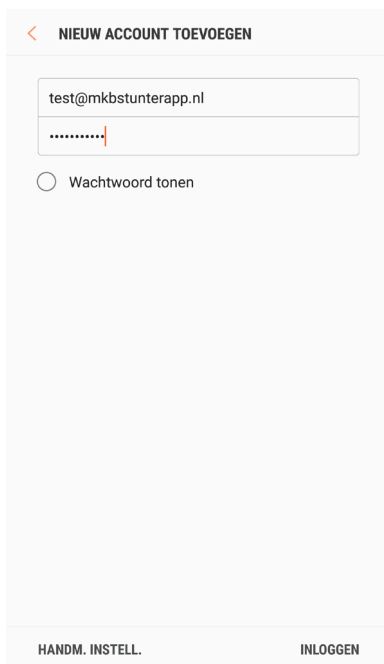 NIEUW ACCOUNT TOEVOEGEN
test@mkbstunterapp.nl
•••••••••••
Wachtwoord tonen
HANDM. INSTELL. INLOGGEN